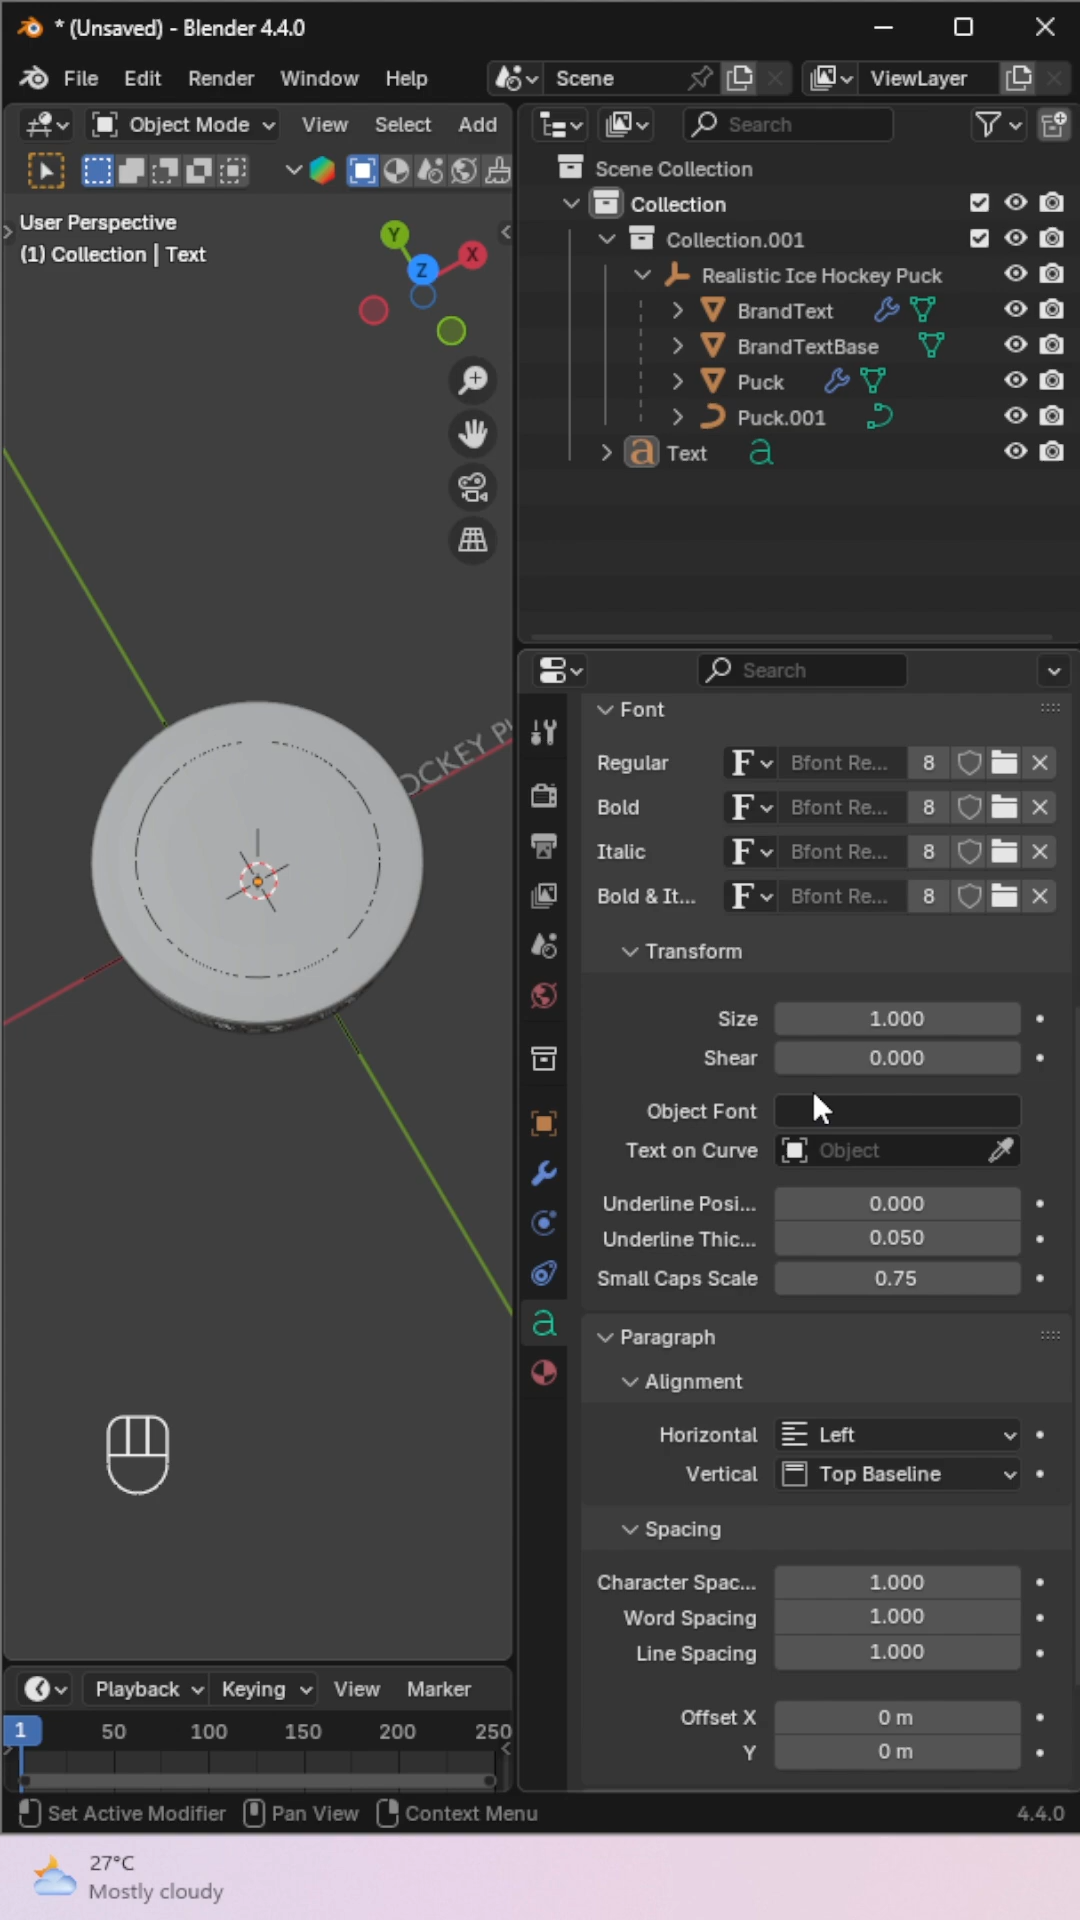 * (Unsaved) - Blender 4.4.0
File Edit Render Window Help Scene ViewLayer
Object Mode View Select Add
Search
User Perspective
(1) Collection | Text
Y
X
Z
Scene Collection
Collection
Collection.001
Realistic Ice Hockey Puck
BrandText
BrandTextBase
Puck
Puck.001
a Text a
OCKEY P
Search
Font
Regular F Bfont Re... 8
Bold F Bfont Re... 8
Italic F Bfont Re... 8
Bold & It... F Bfont Re... 8
Transform
Size 1.000
Shear 0.000
Object Font
Text on Curve Object
Underline Posi... 0.000
Underline Thic... 0.050
Small Caps Scale 0.75
a
Paragraph
Alignment
Horizontal Left
Vertical Top Baseline
Spacing
Character Spac... 1.000
Word Spacing 1.000
Line Spacing 1.000
Offset X 0 m
Y 0 m
Playback Keying View Marker
1 50 100 150 200 250
Set Active Modifier Pan View Context Menu 4.4.0
27°C
Mostly cloudy